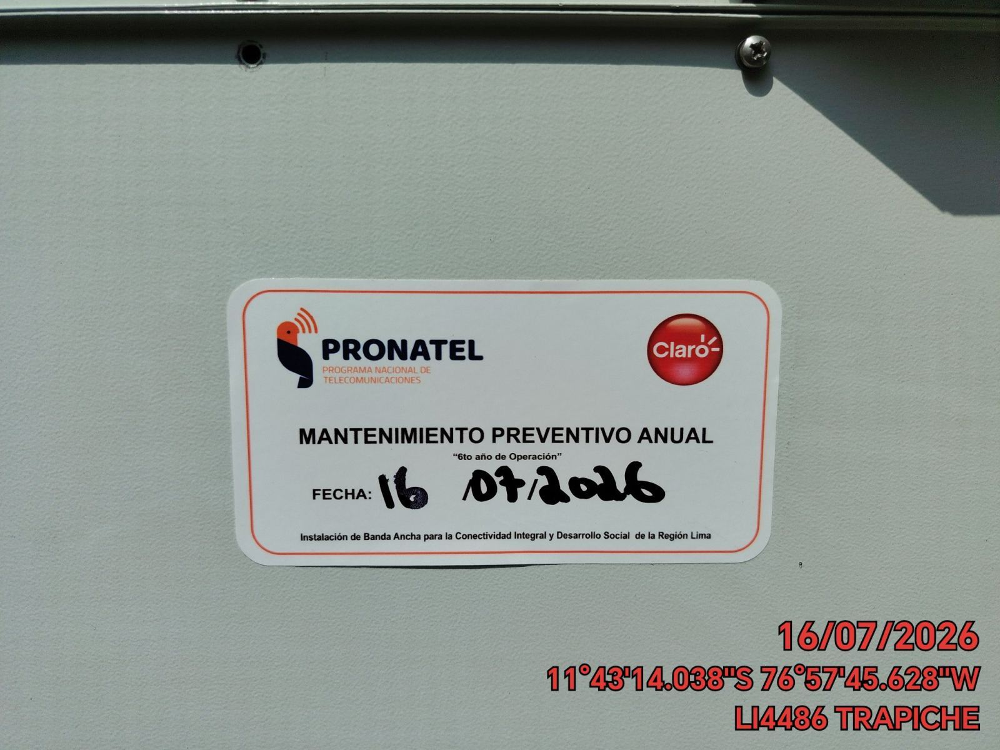 PRONATEL
PROGRAMA NACIONAL DE
TELECOMUNICACIONES
Claro
MANTENIMIENTO PREVENTIVO ANUAL
“6to año de Operación”
FECHA: 16 /07/2026
Instalación de Banda Ancha para la Conectividad Integral y Desarrollo Social de la Región Lima
16/07/2026
11°43'14.038"S 76°57'45.628"W
LI4486 TRAPICHE